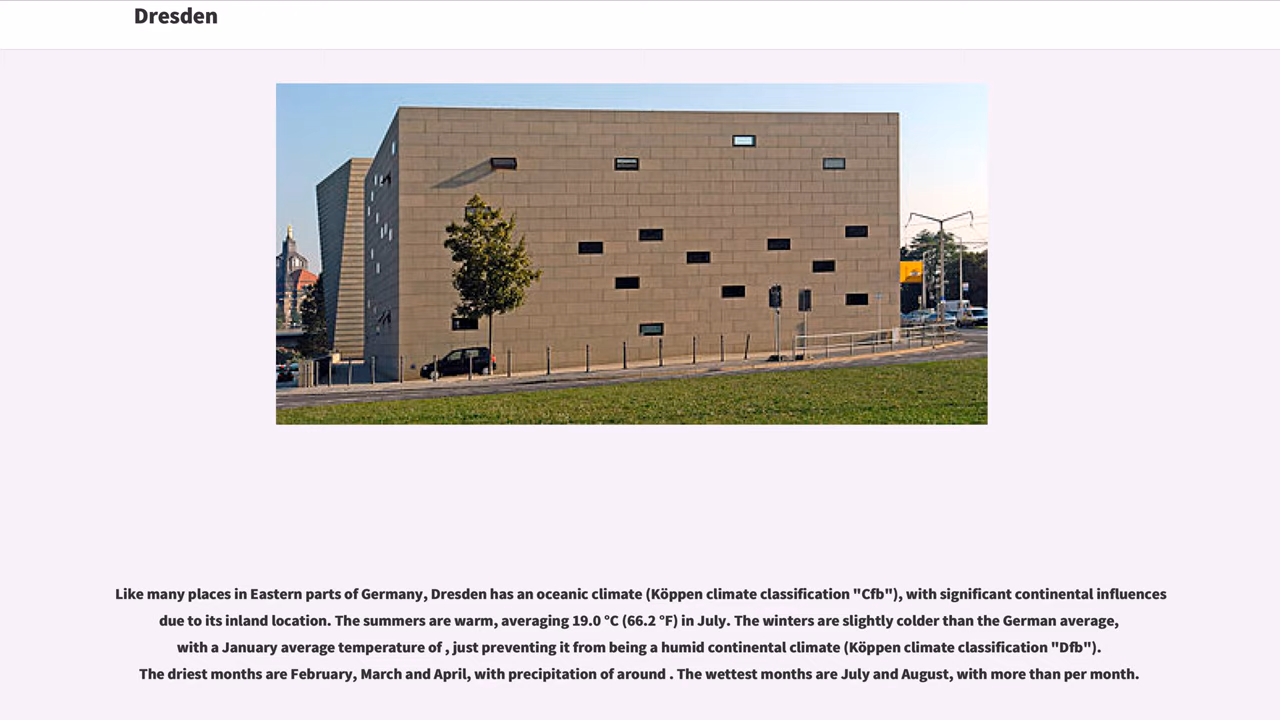 Dresden
Like many places in Eastern parts of Germany, Dresden has an oceanic climate (Köppen climate classification "Cfb"), with significant continental influences
due to its inland location. The summers are warm, averaging 19.0 °C (66.2 °F) in July. The winters are slightly colder than the German average,
with a January average temperature of , just preventing it from being a humid continental climate (Köppen climate classification "Dfb").
The driest months are February, March and April, with precipitation of around . The wettest months are July and August, with more than per month.